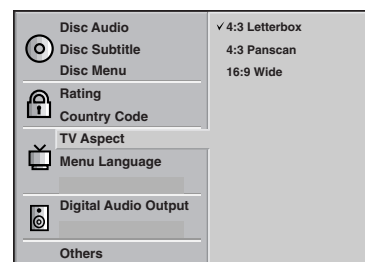 Disc Audio
Disc Subtitle
Disc Menu
Rating
Country Code
TV Aspect
Menu Language
Digital Audio Output
Others
✓ 4:3 Letterbox
4:3 Panscan
16:9 Wide